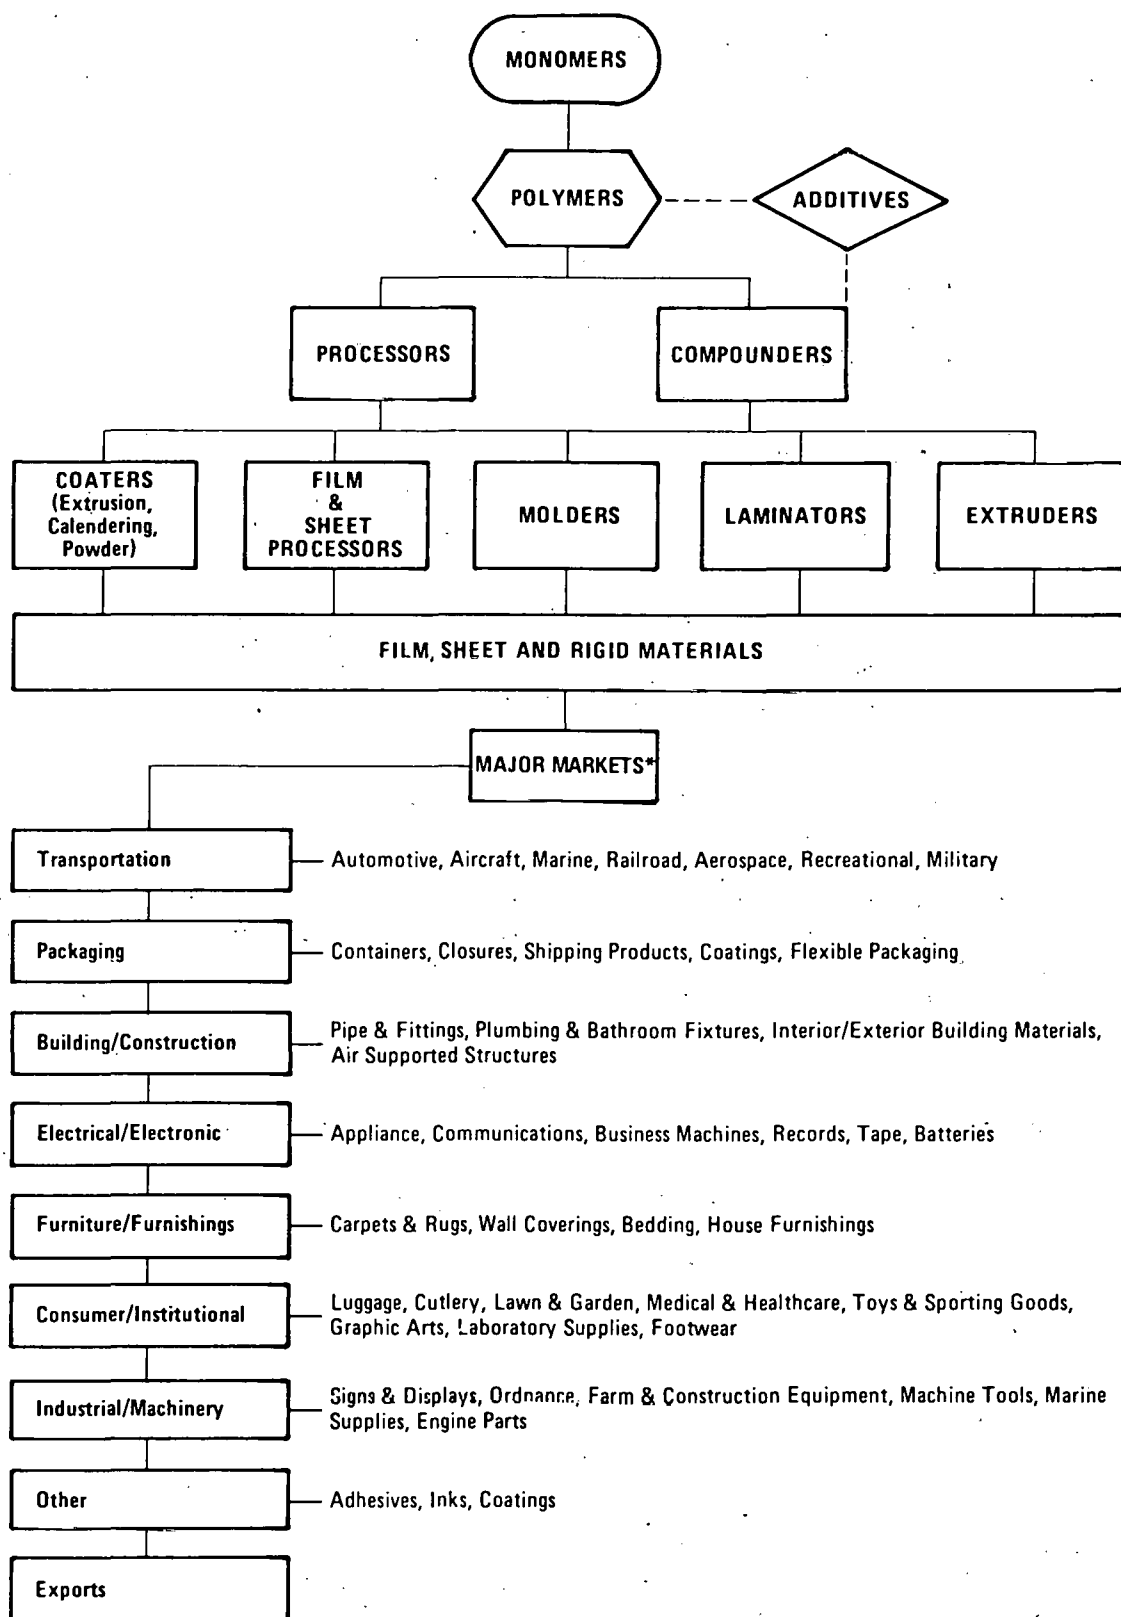 MONOMERS
POLYMERS
ADDITIVES
PROCESSORS
COMPOUNDERS
COATERS
(Extrusion,
Calendering,
Powder)
FILM
&
SHEET
PROCESSORS
MOLDERS
LAMINATORS
EXTRUDERS
FILM, SHEET AND RIGID MATERIALS
MAJOR MARKETS*
Transportation
Automotive, Aircraft, Marine, Railroad, Aerospace, Recreational, Military
Packaging
Containers, Closures, Shipping Products, Coatings, Flexible Packaging
Building/Construction
Pipe & Fittings, Plumbing & Bathroom Fixtures, Interior/Exterior Building Materials,
Air Supported Structures
Electrical/Electronic
Appliance, Communications, Business Machines, Records, Tape, Batteries
Furniture/Furnishings
Carpets & Rugs, Wall Coverings, Bedding, House Furnishings
Consumer/Institutional
Luggage, Cutlery, Lawn & Garden, Medical & Healthcare, Toys & Sporting Goods,
Graphic Arts, Laboratory Supplies, Footwear
Industrial/Machinery
Signs & Displays, Ordnance, Farm & Construction Equipment, Machine Tools, Marine
Supplies, Engine Parts
Other
Adhesives, Inks, Coatings
Exports